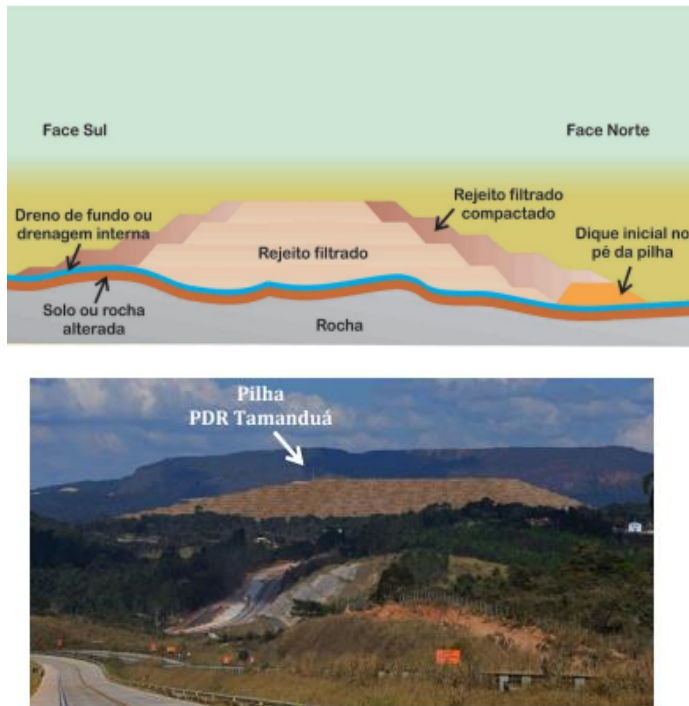 Face Sul
Face Norte
Rejeito filtrado
compactado
Dreno de fundo ou
drenagem interna
Dique inicial no
pé da pilha
Rejeito filtrado
Solo ou rocha
alterada
Rocha
Pilha
PDR Tamanduá